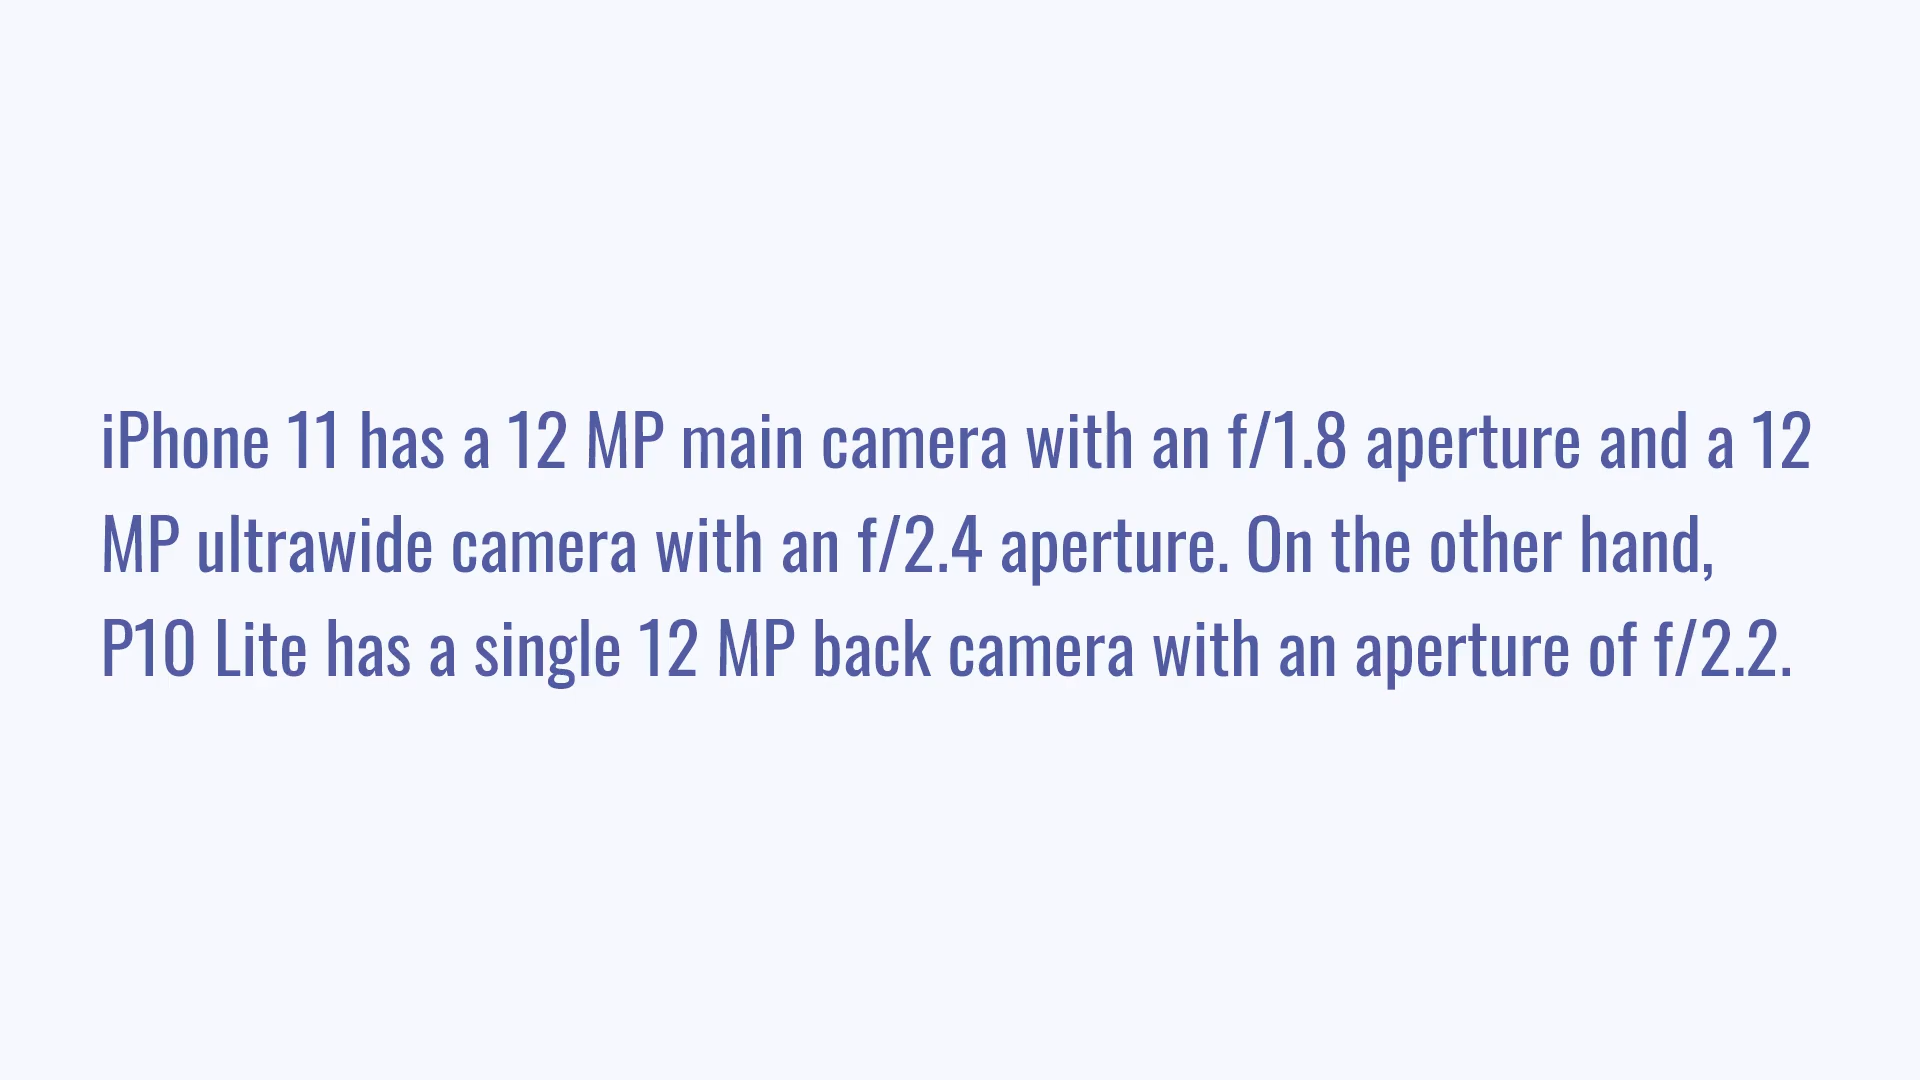 iPhone 11 has a 12 MP main camera with an f/1.8 aperture and a 12
MP ultrawide camera with an f/2.4 aperture. On the other hand,
P10 Lite has a single 12 MP back camera with an aperture of f/2.2.